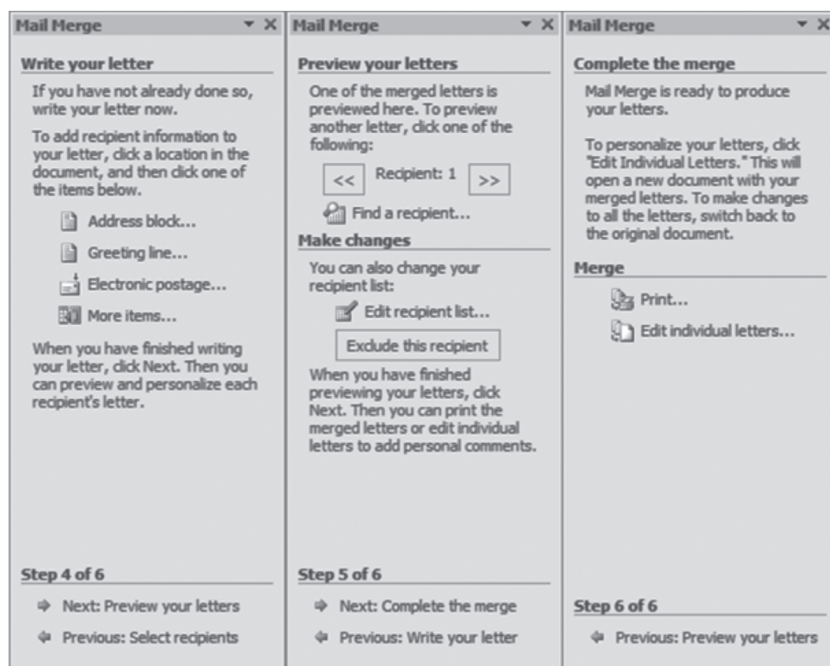 Mail Merge
Write your letter
If you have not already done so,
write your letter now.
To add recipient information to
your letter, click a location in the
document, and then click one of
the items below.
Address block...
Greeting line...
Electronic postage...
More items...
When you have finished writing
your letter, click Next. Then you
can preview and personalize each
recipient's letter.
Step 4 of 6
Next: Preview your letters
Previous: Select recipients
Mail Merge
Preview your letters
One of the merged letters is
previewed here. To preview
another letter, click one of the
following:
<< Recipient: 1 >>
Find a recipient...
Make changes
You can also change your
recipient list:
Edit recipient list...
Exclude this recipient
When you have finished
previewing your letters, click
Next. Then you can print the
merged letters or edit individual
letters to add personal comments.
Step 5 of 6
Next: Complete the merge
Previous: Write your letter
Mail Merge
Complete the merge
Mail Merge is ready to produce
your letters.
To personalize your letters, click
"Edit Individual Letters." This will
open a new document with your
merged letters. To make changes
to all the letters, switch back to
the original document.
Merge
Print...
Edit individual letters...
Step 6 of 6
Previous: Preview your letters